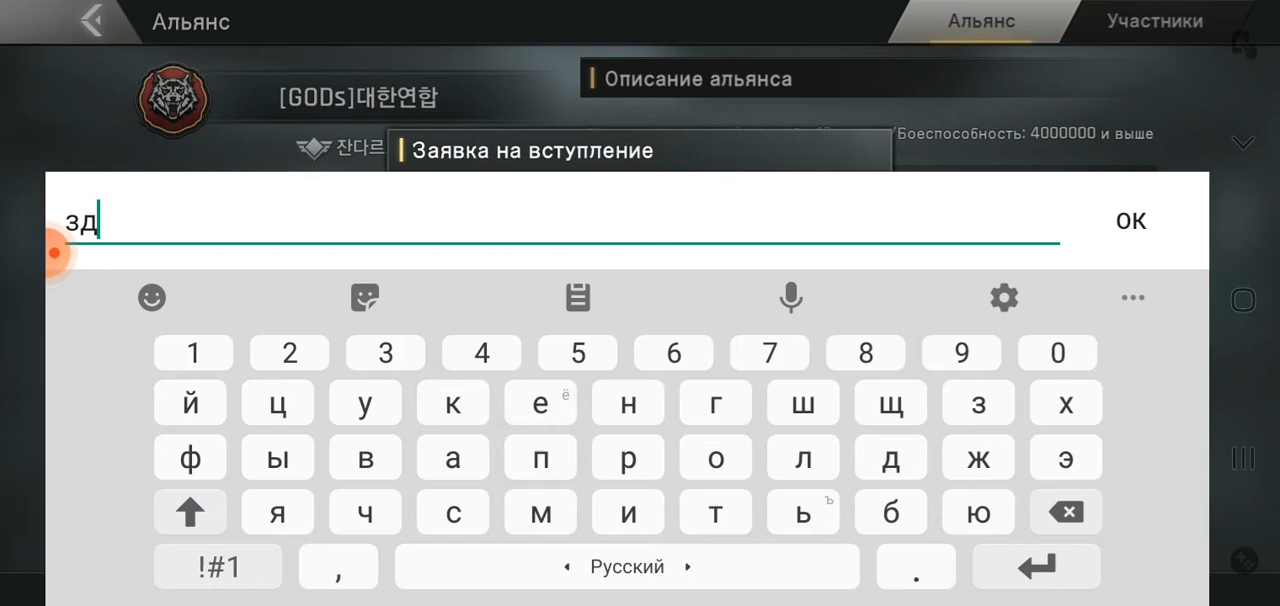 Альянс
Альянс
Участники
[GODs]대한연합
Описание альянса
잔다르
/Боеспособность: 4000000 и выше
Заявка на вступление
зд
ОК
1 2 3 4 5 6 7 8 9 0
й ц у к е ё н г ш щ з х
ф ы в а п р о л д ж э
я ч с м и т ь ъ б ю
!#1 , Русский .